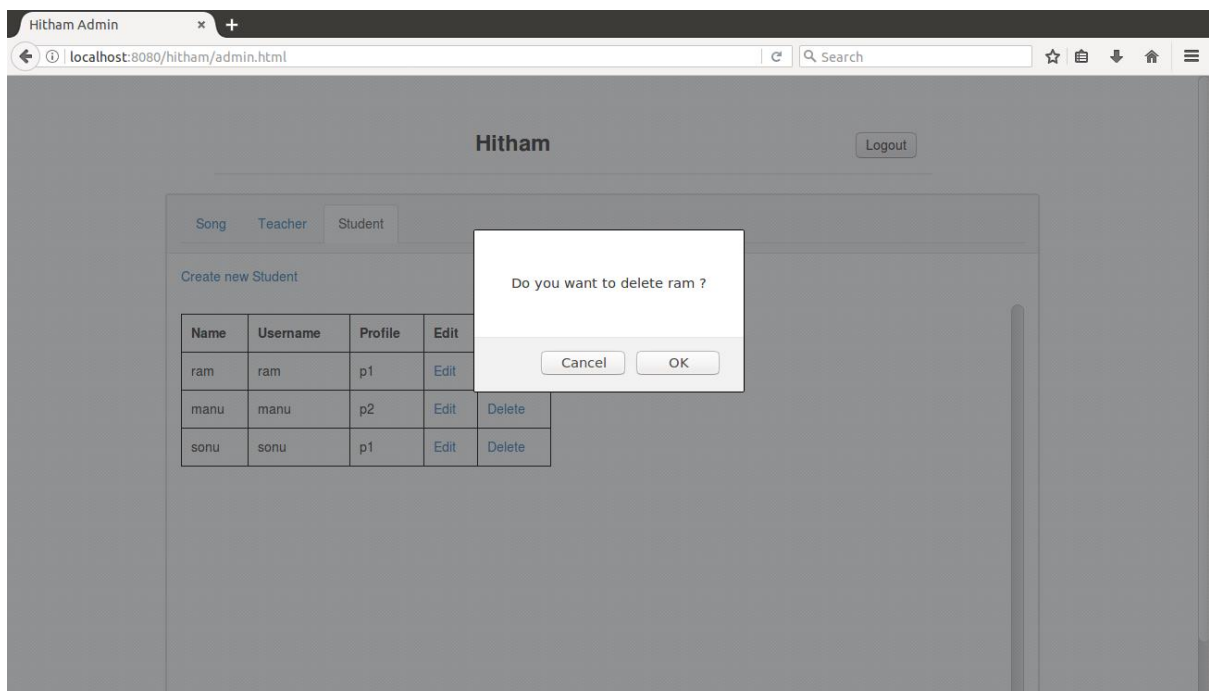 Hitham Admin
localhost:8080/hitham/admin.html
Search
Hitham
Logout
Song Teacher Student
Create new Student
Do you want to delete ram ?
Cancel OK
Name Username Profile Edit
ram ram p1 Edit
manu manu p2 Edit Delete
sonu sonu p1 Edit Delete